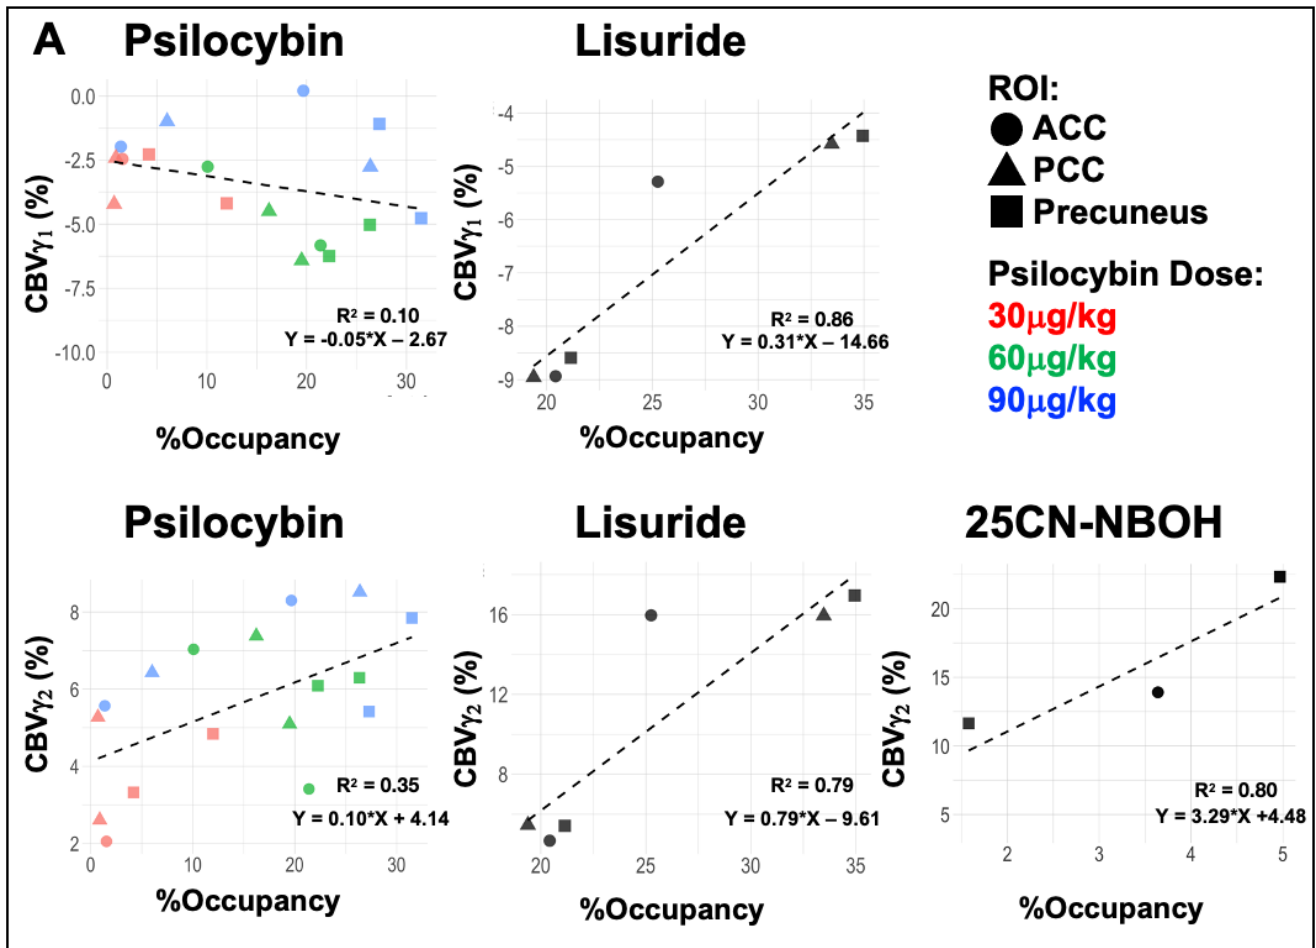 A
Psilocybin
Lisuride
0.0
-2.5
-5.0
-7.5
-10.0
CBVγ1 (%)
R² = 0.10
Y = -0.05*X – 2.67
0
10
20
30
%Occupancy
-4
-5
-6
-7
-8
-9
CBVγ1 (%)
R² = 0.86
Y = 0.31*X – 14.66
20
25
30
35
%Occupancy
ROI:
ACC
PCC
Precuneus
Psilocybin Dose:
30μg/kg
60μg/kg
90μg/kg
Psilocybin
Lisuride
25CN-NBOH
8
6
4
2
CBVγ2 (%)
R² = 0.35
Y = 0.10*X + 4.14
0
10
20
30
%Occupancy
16
12
8
CBVγ2 (%)
R² = 0.79
Y = 0.79*X – 9.61
20
25
30
35
%Occupancy
20
15
10
5
CBVγ2 (%)
R² = 0.80
Y = 3.29*X +4.48
2
3
4
5
%Occupancy